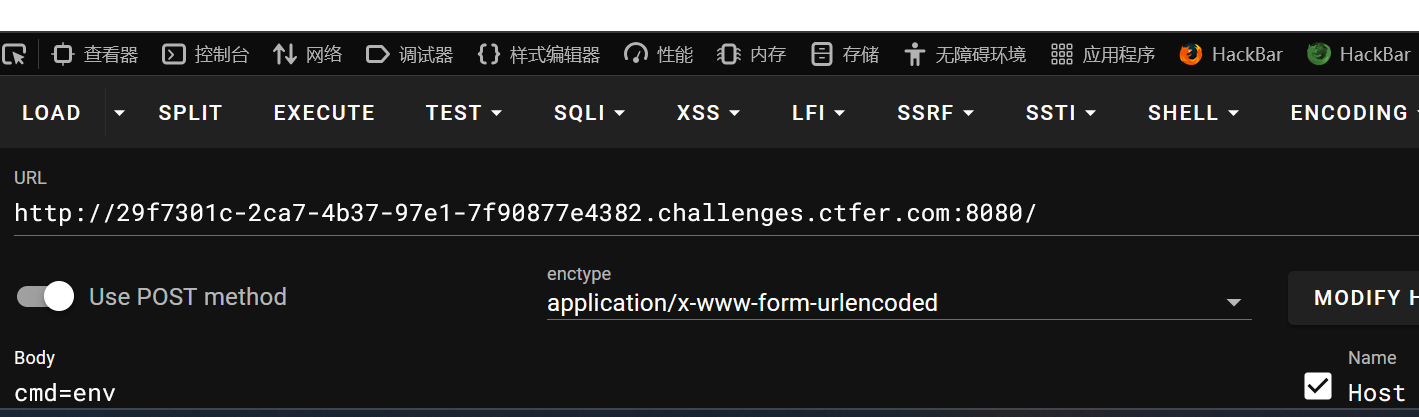 查看器 控制台 网络 调试器 样式编辑器 性能 内存 存储 无障碍环境 应用程序 HackBar HackBar
LOAD SPLIT EXECUTE TEST SQLI XSS LFI SSRF SSTI SHELL ENCODING
URL
http://29f7301c-2ca7-4b37-97e1-7f90877e4382.challenges.ctfer.com:8080/
enctype
Use POST method application/x-www-form-urlencoded MODIFY H
Body Name
cmd=env Host